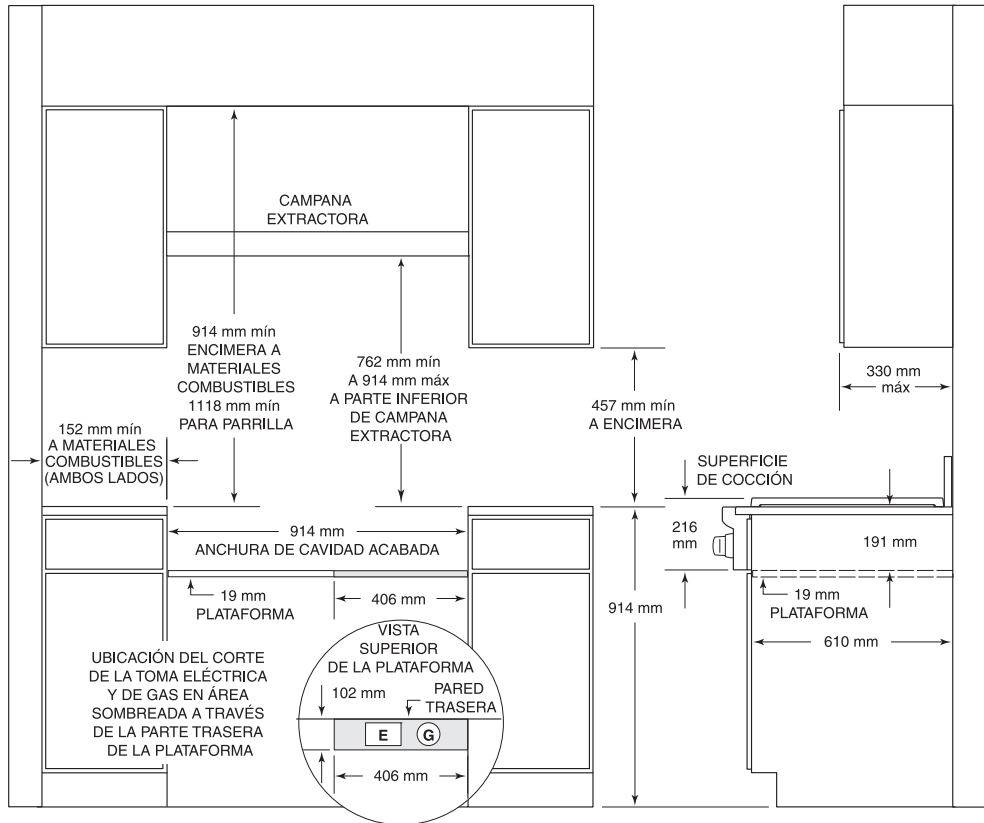 CAMPANA
EXTRACTORA
914 mm mín
ENCIMERA A
MATERIALES
COMBUSTIBLES
1118 mm mín
PARA PARRILLA
762 mm mín
A 914 mm máx
A PARTE INFERIOR
DE CAMPANA
EXTRACTORA
457 mm mín
A ENCIMERA
330 mm
máx
152 mm mín
A MATERIALES
COMBUSTIBLES
(AMBOS LADOS)
SUPERFICIE
DE COCCIÓN
914 mm
ANCHURA DE CAVIDAD ACABADA
216
mm
191 mm
19 mm
PLATAFORMA
406 mm
914 mm
19 mm
PLATAFORMA
610 mm
UBICACIÓN DEL CORTE
DE LA TOMA ELÉCTRICA
Y DE GAS EN ÁREA
SOMBREADA A TRAVÉS
DE LA PARTE TRASERA
DE LA PLATAFORMA
VISTA
SUPERIOR
DE LA PLATAFORMA
102 mm
PARED
TRASERA
E
G
406 mm